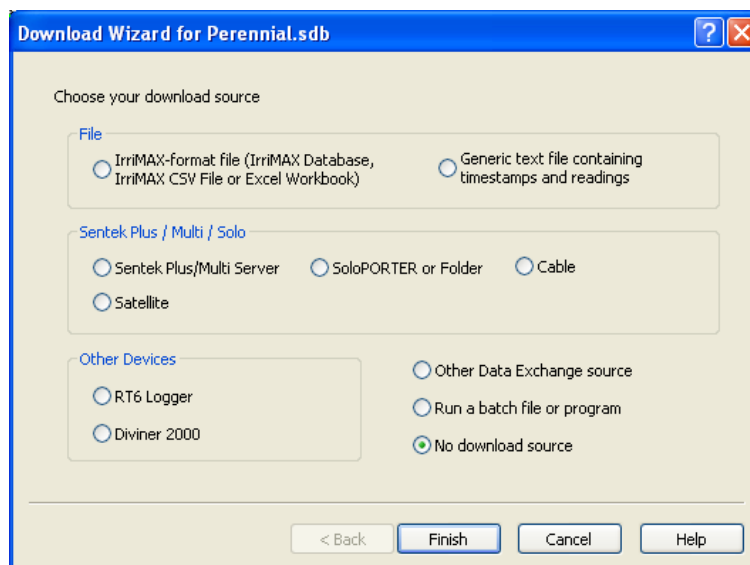 Download Wizard for Perennial.sdb
Choose your download source
File
IrriMAX-format file (IrriMAX Database,
IrriMAX CSV File or Excel Workbook)
Generic text file containing
timestamps and readings
Sentek Plus / Multi / Solo
Sentek Plus/Multi Server
SoloPORTER or Folder
Cable
Satellite
Other Devices
RT6 Logger
Diviner 2000
Other Data Exchange source
Run a batch file or program
No download source
< Back
Finish
Cancel
Help